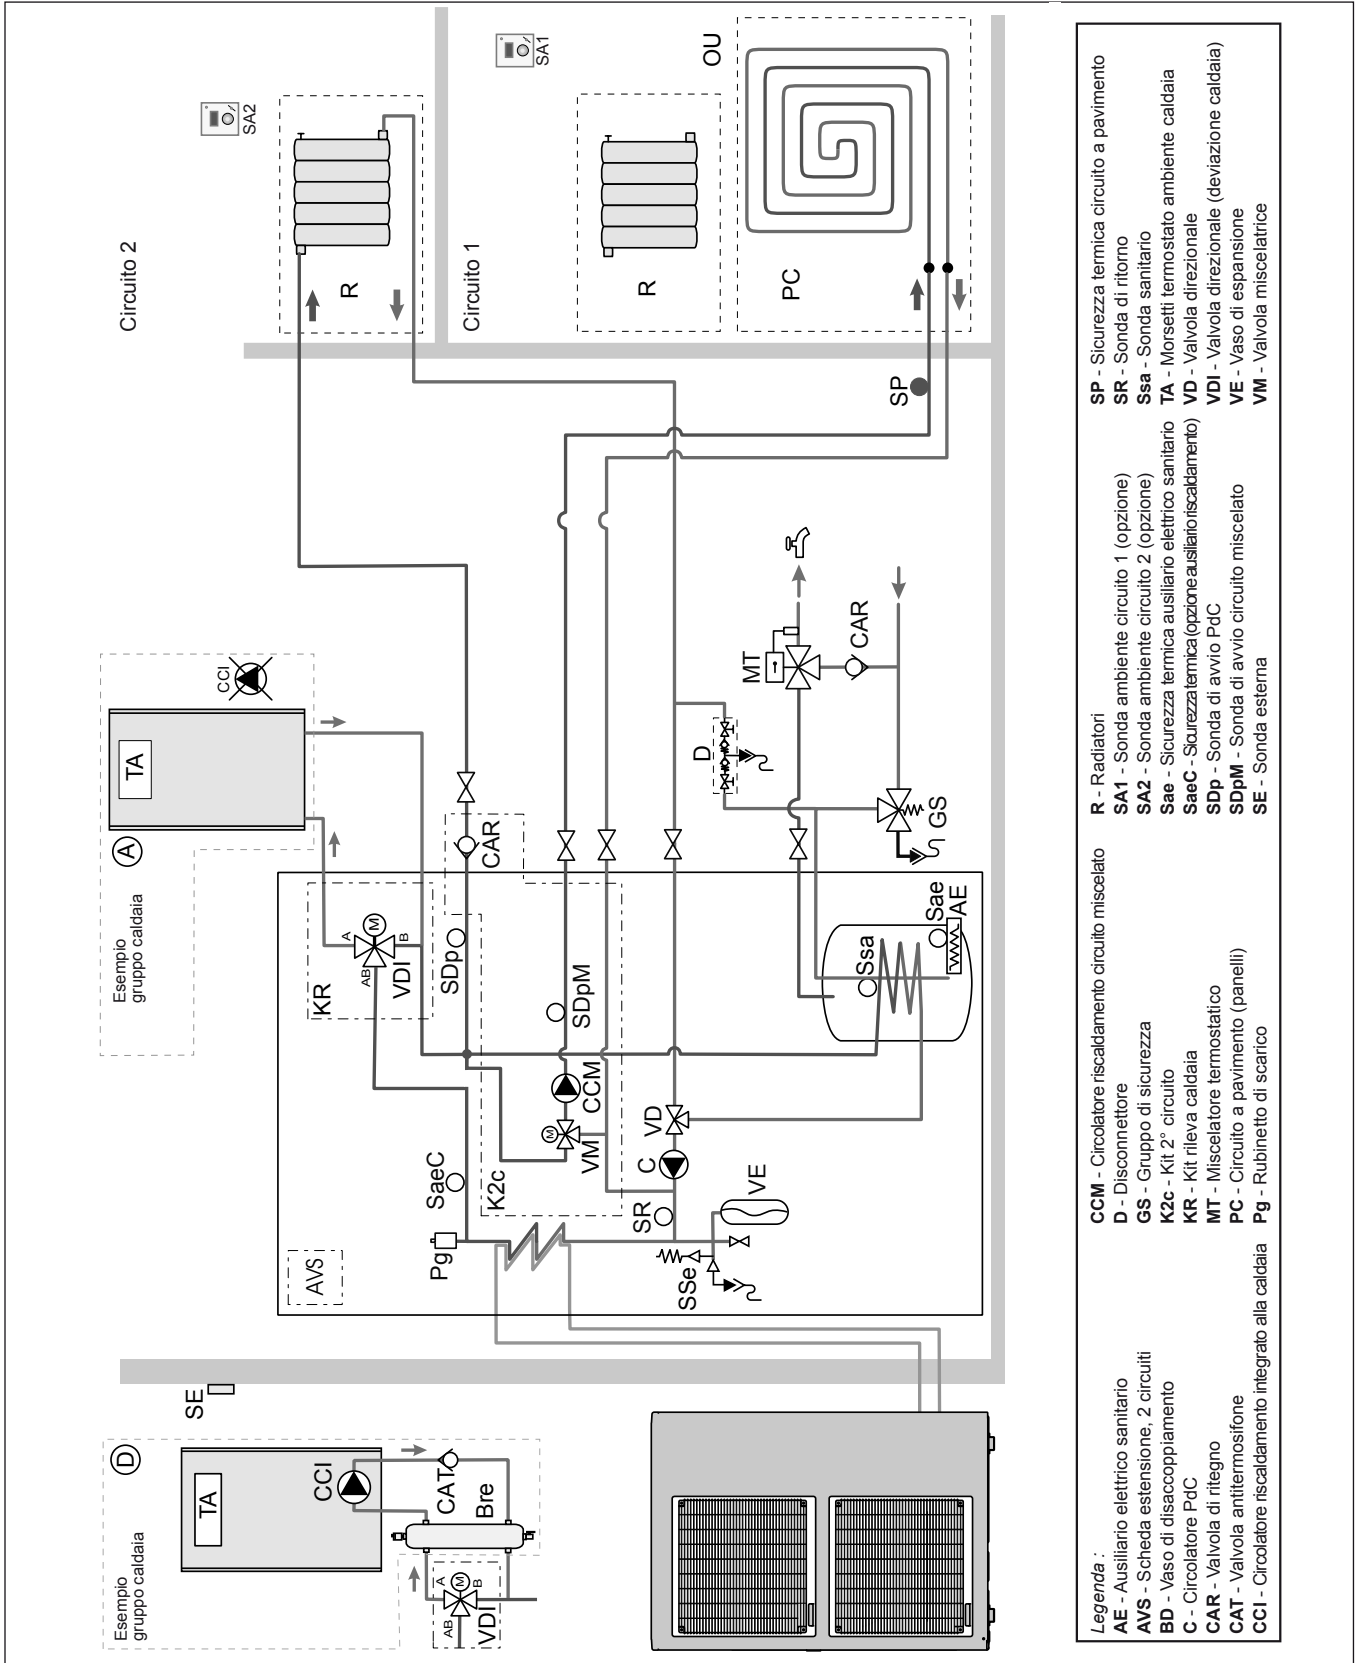 Circuito 2
SA2
R
Circuito 1
SA1
R
OU
PC
SP
Esempio
gruppo caldaia
A
TA
CCI
KR
A
AB
M
B
VDI
SDp
CAR
SaeC
K2c
SDpM
CCM
M
VM
AVS
Pg
SR
C
VD
SSe
VE
D
MT
CAR
GS
Ssa
Sae
AE
SE
Esempio
gruppo caldaia
D
TA
CCI
CAT
Bre
A
AB
M
B
VDI
Legenda :
AE - Ausiliario elettrico sanitario
AVS - Scheda estensione, 2 circuiti
BD - Vaso di disaccoppiamento
C - Circolatore PdC
CAR - Valvola di ritegno
CAT - Valvola antitermosifone
CCI - Circolatore riscaldamento integrato alla caldaia
CCM - Circolatore riscaldamento circuito miscelato
D - Disconnettore
GS - Gruppo di sicurezza
K2c - Kit 2° circuito
KR - Kit rileva caldaia
MT - Miscelatore termostatico
PC - Circuito a pavimento (panelli)
Pg - Rubinetto di scarico
R - Radiatori
SA1 - Sonda ambiente circuito 1 (opzione)
SA2 - Sonda ambiente circuito 2 (opzione)
Sae - Sicurezza termica ausiliario elettrico sanitario
SaeC - Sicurezza termica (opzione ausiliario riscaldamento)
SDp - Sonda di avvio PdC
SDpM - Sonda di avvio circuito miscelato
SE - Sonda esterna
SP - Sicurezza termica circuito a pavimento
SR - Sonda di ritorno
Ssa - Sonda sanitario
TA - Morsetti termostato ambiente caldaia
VD - Valvola direzionale
VDI - Valvola direzionale (deviazione caldaia)
VE - Vaso di espansione
VM - Valvola miscelatrice